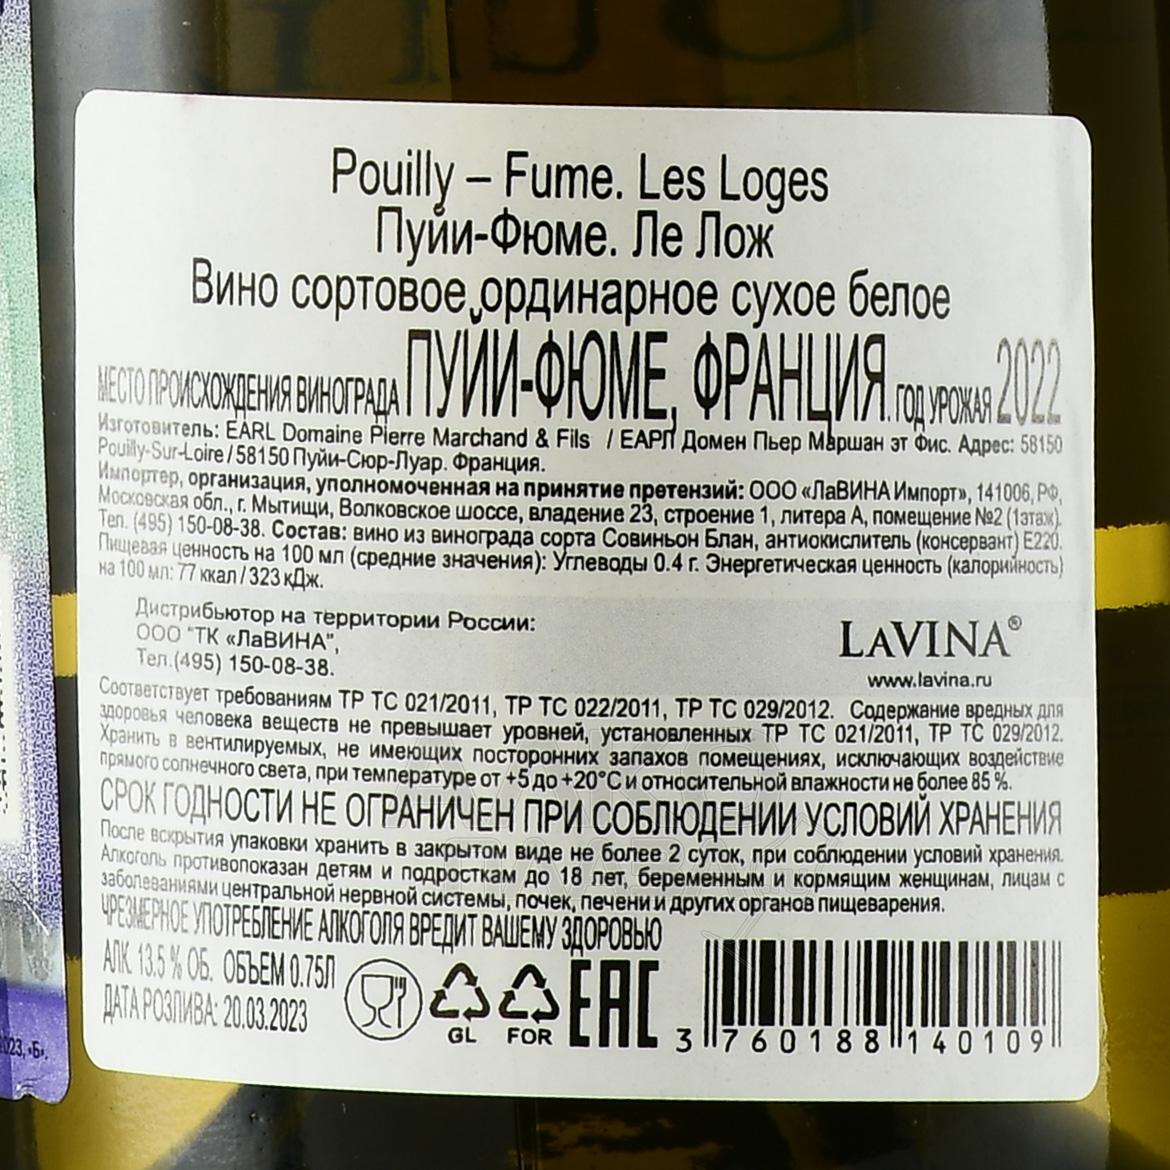 Pouilly – Fume. Les Loges
Пуйи-Фюме. Ле Лож
Вино сортовое ординарное сухое белое
МЕСТО ПРОИСХОЖДЕНИЯ ВИНОГРАДА ПУЙИ-ФЮМЕ, ФРАНЦИЯ. ГОД УРОЖАЯ 2022
Изготовитель: EARL Domaine Pierre Marchand & Fils / ЕАРЛ Домен Пьер Маршан эт Фис. Адрес: 58150
Pouilly-Sur-Loire / 58150 Пуйи-Сюр-Луар. Франция.
Импортер, организация, уполномоченная на принятие претензий: ООО «ЛаВИНА Импорт», 141006, РФ,
Московская обл., г. Мытищи, Волковское шоссе, владение 23, строение 1, литера А, помещение №2 (1этаж).
Тел. (495) 150-08-38. Состав: вино из винограда сорта Совиньон Блан, антиокислитель (консервант) Е220.
Пищевая ценность на 100 мл (средние значения): Углеводы 0.4 г. Энергетическая ценность (калорийность)
на 100 мл: 77 ккал / 323 кДж.
Дистрибьютор на территории России:
ООО "ТК «ЛаВИНА",
Тел.(495) 150-08-38.
LAVINA®
www.lavina.ru
Соответствует требованиям ТР ТС 021/2011, ТР ТС 022/2011, ТР ТС 029/2012. Содержание вредных для
здоровья человека веществ не превышает уровней, установленных ТР ТС 021/2011, ТР ТС 029/2012.
Хранить в вентилируемых, не имеющих посторонних запахов помещениях, исключающих воздействие
прямого солнечного света, при температуре от +5 до +20°С и относительной влажности не более 85 %.
СРОК ГОДНОСТИ НЕ ОГРАНИЧЕН ПРИ СОБЛЮДЕНИИ УСЛОВИЙ ХРАНЕНИЯ
После вскрытия упаковки хранить в закрытом виде не более 2 суток, при соблюдении условий хранения.
Алкоголь противопоказан детям и подросткам до 18 лет, беременным и кормящим женщинам, лицам с
заболеваниями центральной нервной системы, почек, печени и других органов пищеварения.
ЧРЕЗМЕРНОЕ УПОТРЕБЛЕНИЕ АЛКОГОЛЯ ВРЕДИТ ВАШЕМУ ЗДОРОВЬЮ
АЛК. 13.5 % ОБ. ОБЪЕМ 0.75Л
ДАТА РОЗЛИВА: 20.03.2023
GL
FOR
EAC
3 760188 140109
2023, «Б».